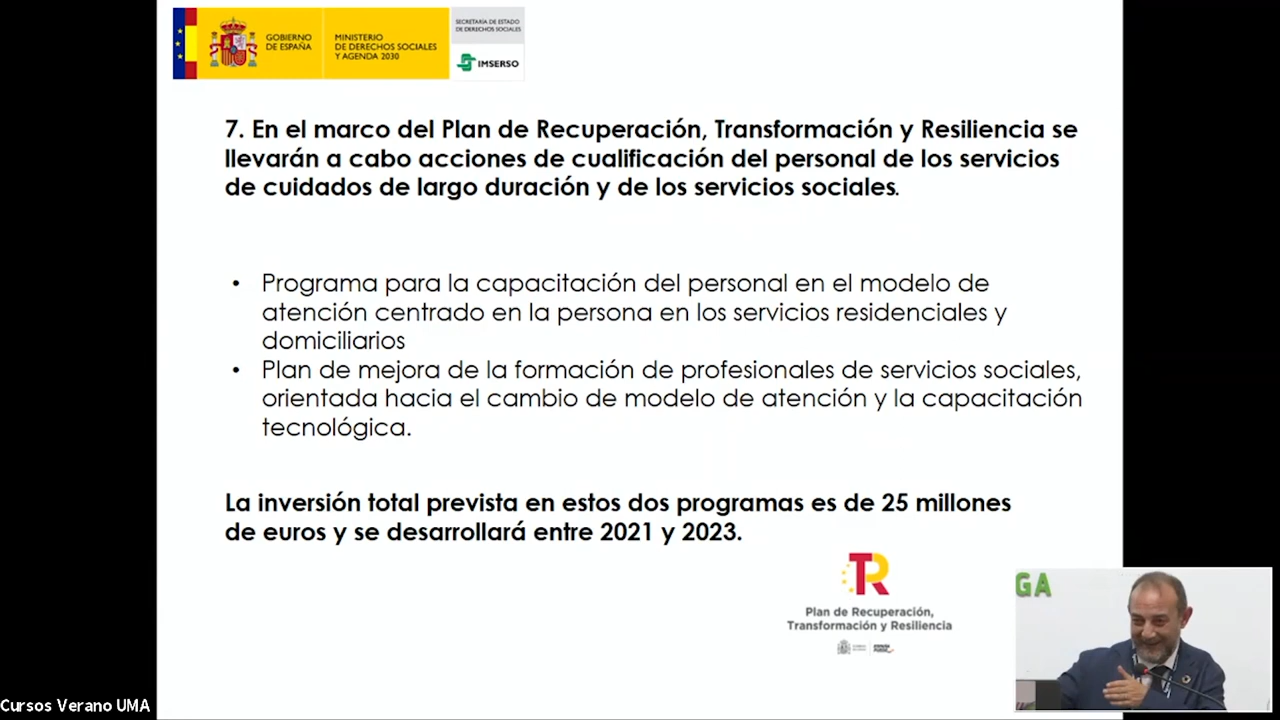 GOBIERNO
DE ESPAÑA
MINISTERIO
DE DERECHOS SOCIALES
Y AGENDA 2030
SECRETARÍA DE ESTADO
DE DERECHOS SOCIALES
IMSERSO
7. En el marco del Plan de Recuperación, Transformación y Resiliencia se
llevarán a cabo acciones de cualificación del personal de los servicios
de cuidados de largo duración y de los servicios sociales.
• Programa para la capacitación del personal en el modelo de
atención centrado en la persona en los servicios residenciales y
domiciliarios
• Plan de mejora de la formación de profesionales de servicios sociales,
orientada hacia el cambio de modelo de atención y la capacitación
tecnológica.
La inversión total prevista en estos dos programas es de 25 millones
de euros y se desarrollará entre 2021 y 2023.
TR
Plan de Recuperación,
Transformación y Resiliencia
GA
Cursos Verano UMA